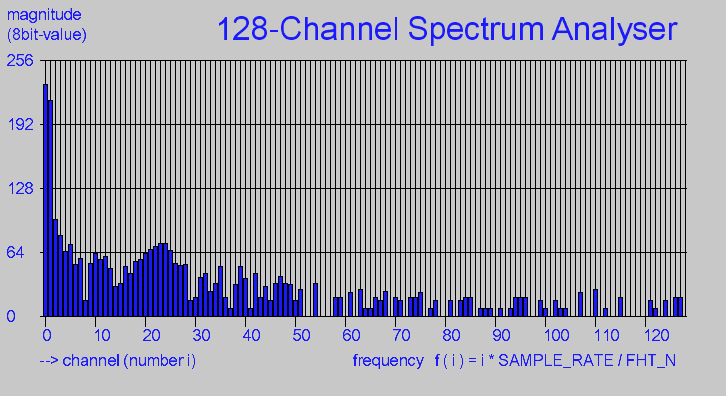 magnitude
(8bit-value)
128-Channel Spectrum Analyser
256
192
128
64
0
0 10 20 30 40 50 60 70 80 90 100 110 120
--> channel (number i)
frequency f ( i ) = i * SAMPLE_RATE / FHT_N